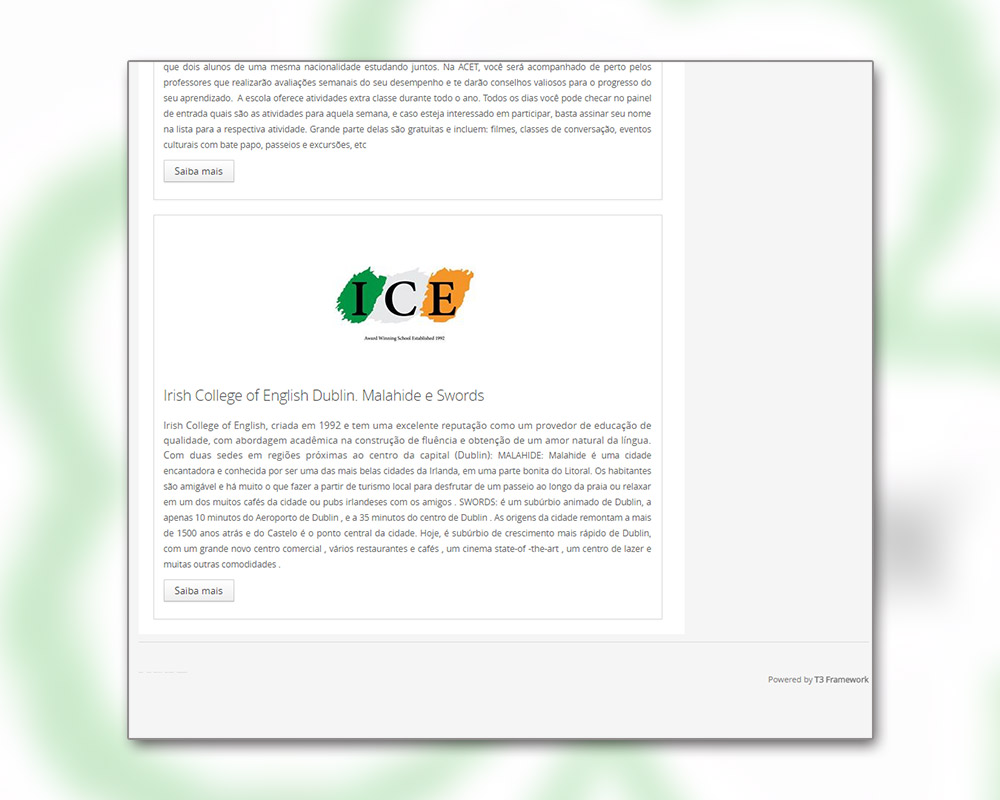 que dois alunos de uma mesma nacionalidade estudando juntos. Na ACET, você será acompanhado de perto pelos
professores que realizarão avaliações semanais do seu desempenho e te darão conselhos valiosos para o progresso do
seu aprendizado. A escola oferece atividades extra classe durante todo o ano. Todos os dias você pode checar no painel
de entrada quais são as atividades para aquela semana, e caso esteja interessado em participar, basta assinar seu nome
na lista para a respectiva atividade. Grande parte delas são gratuitas e incluem: filmes, classes de conversação, eventos
culturais com bate papo, passeios e excursões, etc
Saiba mais
ICE
Award Winning School Established 1992
Irish College of English Dublin. Malahide e Swords
Irish College of English, criada em 1992 e tem uma excelente reputação como um provedor de educação de
qualidade, com abordagem acadêmica na construção de fluência e obtenção de um amor natural da língua.
Com duas sedes em regiões próximas ao centro da capital (Dublin): MALAHIDE: Malahide é uma cidade
encantadora e conhecida por ser uma das mais belas cidades da Irlanda, em uma parte bonita do Litoral. Os habitantes
são amigável e há muito o que fazer a partir de turismo local para desfrutar de um passeio ao longo da praia ou relaxar
em um dos muitos cafés da cidade ou pubs irlandeses com os amigos . SWORDS: é um subúrbio animado de Dublin, a
apenas 10 minutos do Aeroporto de Dublin , e a 35 minutos do centro de Dublin . As origens da cidade remontam a mais
de 1500 anos atrás e do Castelo é o ponto central da cidade. Hoje, é subúrbio de crescimento mais rápido de Dublin,
com um grande novo centro comercial , vários restaurantes e cafés , um cinema state-of -the-art , um centro de lazer e
muitas outras comodidades .
Saiba mais
Powered by T3 Framework